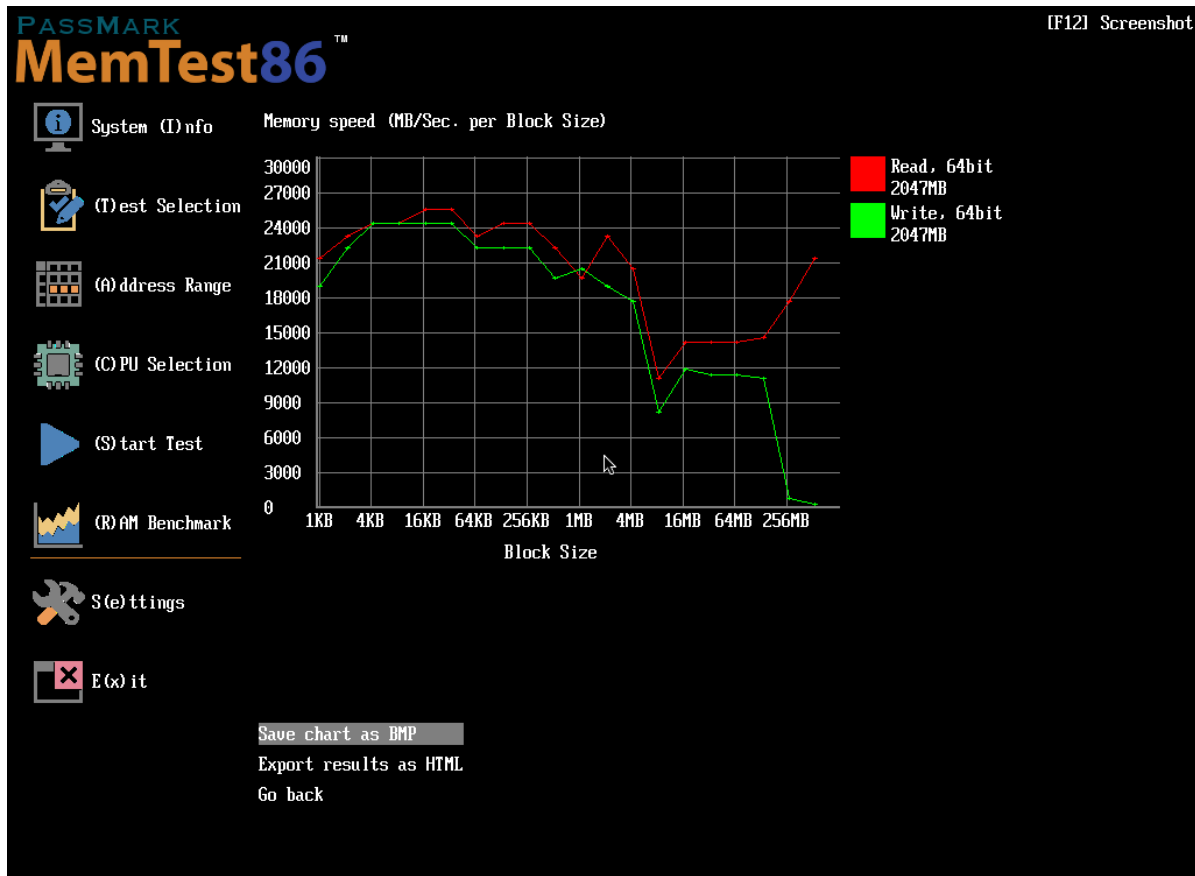 PASSMARK
MemTest86™
[F12] Screenshot
System (I)nfo
(T)est Selection
(A)ddress Range
(C)PU Selection
(S)tart Test
(R)AM Benchmark
S(e)ttings
E(x)it
Memory speed (MB/Sec. per Block Size)
30000
27000
24000
21000
18000
15000
12000
9000
6000
3000
0
1KB 4KB 16KB 64KB 256KB 1MB 4MB 16MB 64MB 256MB
Block Size
Read, 64bit
2047MB
Write, 64bit
2047MB
Save chart as BMP
Export results as HTML
Go back